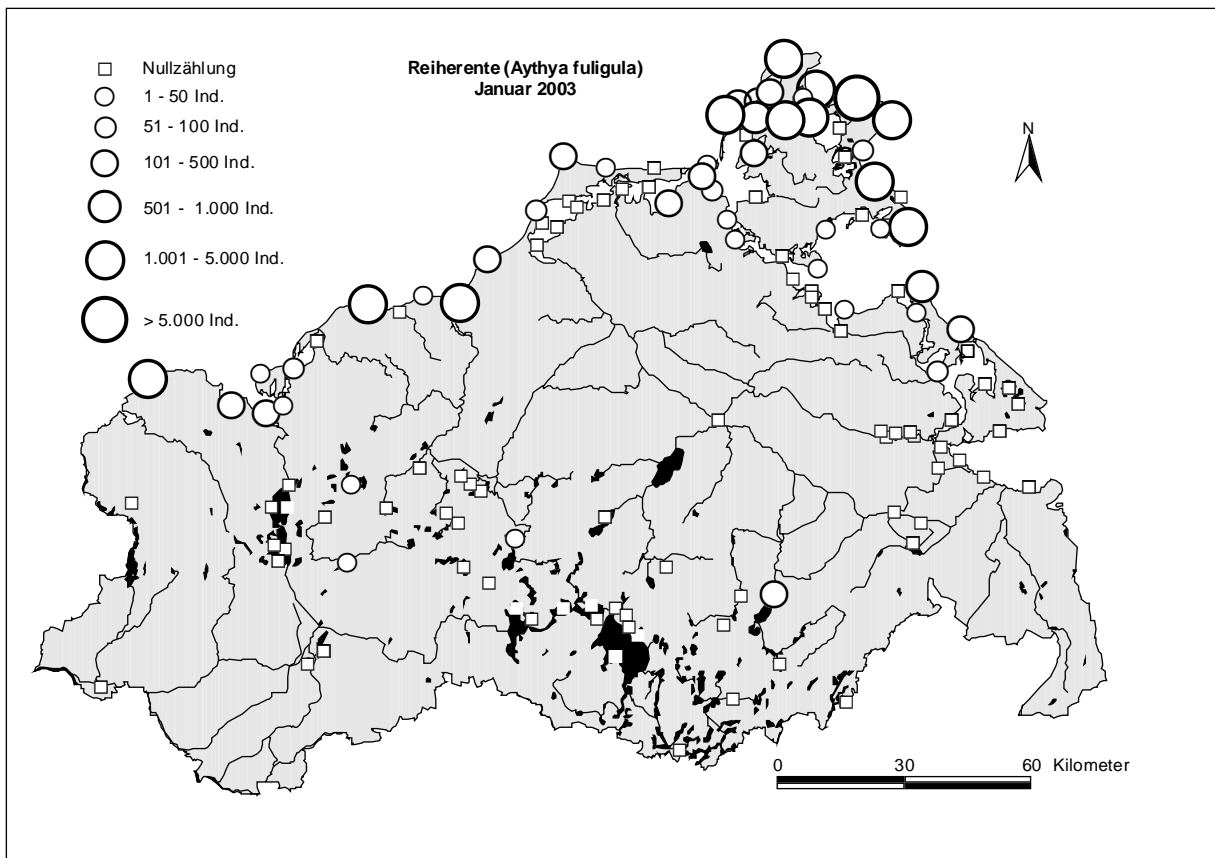 Reiherente (Aythya fuligula)
Januar 2003
Nullzählung
1 - 50 Ind.
51 - 100 Ind.
101 - 500 Ind.
501 - 1.000 Ind.
1.001 - 5.000 Ind.
> 5.000 Ind.
N
0 30 60 Kilometer